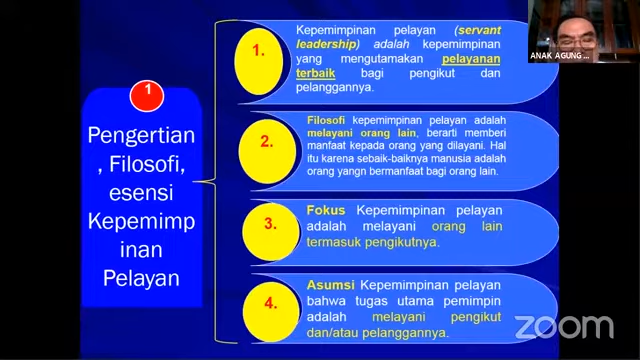 1
Pengertian
, Filosofi,
esensi
Kepemimp
inan
Pelayan
1.
Kepemimpinan pelayan (servant
leadership) adalah kepemimpinan
yang mengutamakan pelayanan
terbaik bagi pengikut dan
pelanggannya.
2.
Filosofi kepemimpinan pelayan adalah
melayani orang lain, berarti memberi
manfaat kepada orang yang dilayani. Hal
itu karena sebaik-baiknya manusia adalah
orang yangn bermanfaat bagi orang lain.
3.
Fokus Kepemimpinan pelayan
adalah melayani orang lain
termasuk pengikutnya.
4.
Asumsi Kepemimpinan pelayan
bahwa tugas utama pemimpin
adalah melayani pengikut
dan/atau pelanggannya.
ANAK AGUNG ...
zoom